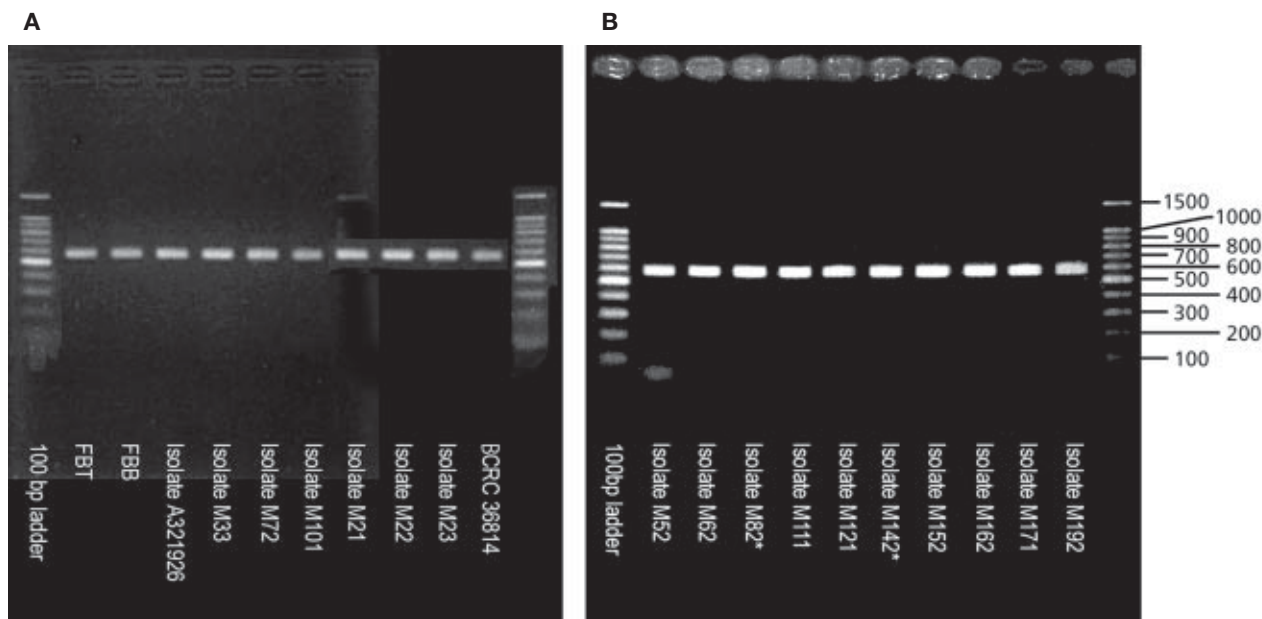 A
B
100 bp ladder
FBT
FBB
Isolate A321926
Isolate M33
Isolate M72
Isolate M101
Isolate M21
Isolate M22
Isolate M23
BCRC 36814
100bp ladder
Isolate M52
Isolate M62
Isolate M82*
Isolate M111
Isolate M121
Isolate M142*
Isolate M152
Isolate M162
Isolate M171
Isolate M192
1500
1000
900
800
700
600
500
400
300
200
100